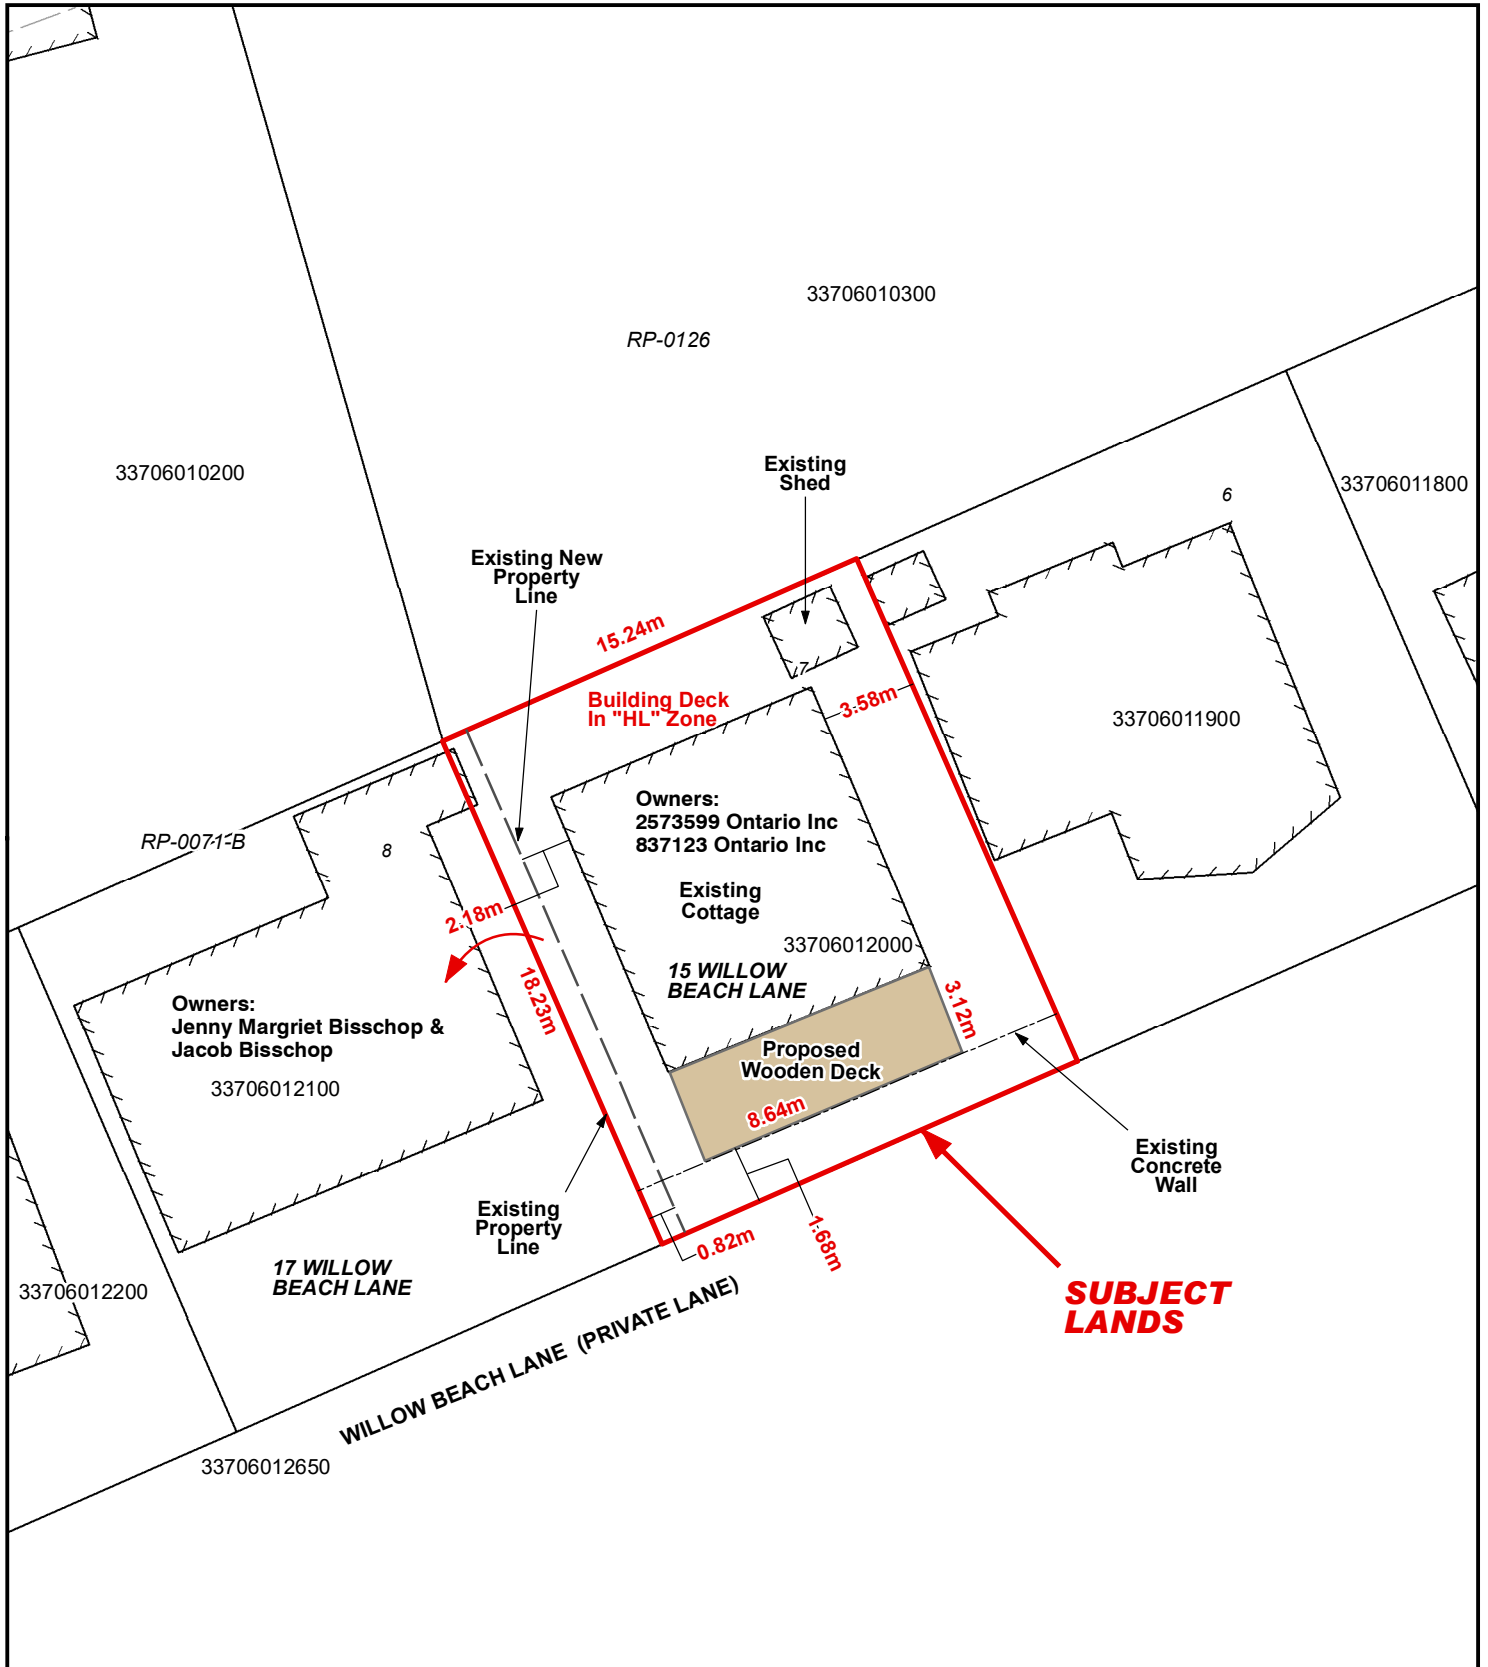 33706010300
RP-0126
33706010200
Existing
Shed
33706011800
6
Existing New
Property
Line
15.24m
7
Building Deck
In "HL" Zone
3.58m
33706011900
Owners:
2573599 Ontario Inc
837123 Ontario Inc
RP-0071-B
8
Existing
Cottage
2.18m
33706012000
15 WILLOW
BEACH LANE
18.23m
3.12m
Owners:
Jenny Margriet Bisschop &
Jacob Bisschop
33706012100
Proposed
Wooden Deck
8.64m
Existing
Concrete
Wall
Existing
Property
Line
0.82m
1.68m
17 WILLOW
BEACH LANE
33706012200
SUBJECT
LANDS
WILLOW BEACH LANE (PRIVATE LANE)
33706012650